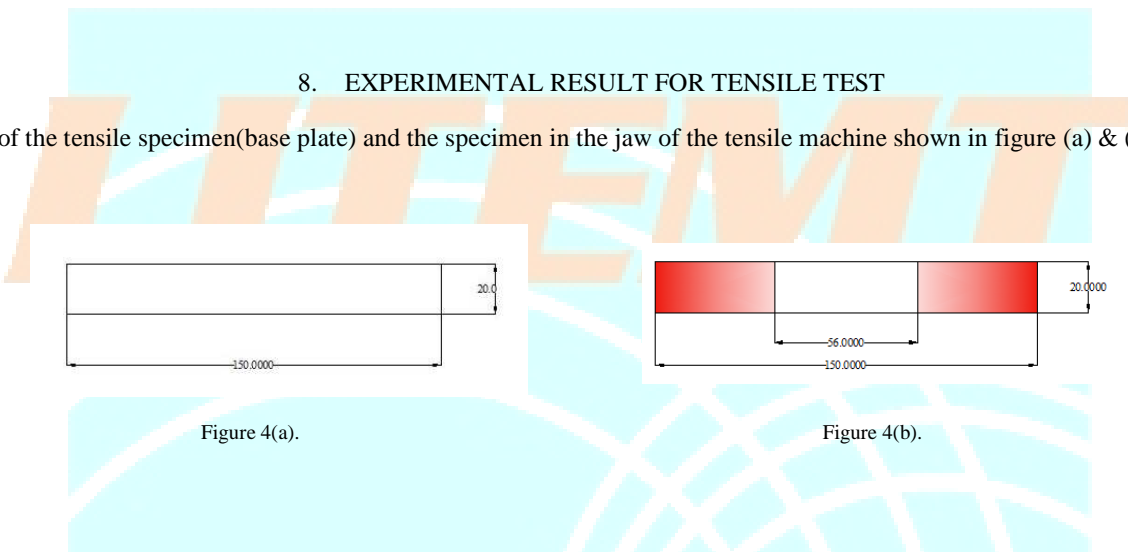 8. EXPERIMENTAL RESULT FOR TENSILE TEST
of the tensile specimen(base plate) and the specimen in the jaw of the tensile machine shown in figure (a) & (
20.0
150.0000
20.0000
56.0000
150.0000
Figure 4(a).
Figure 4(b).